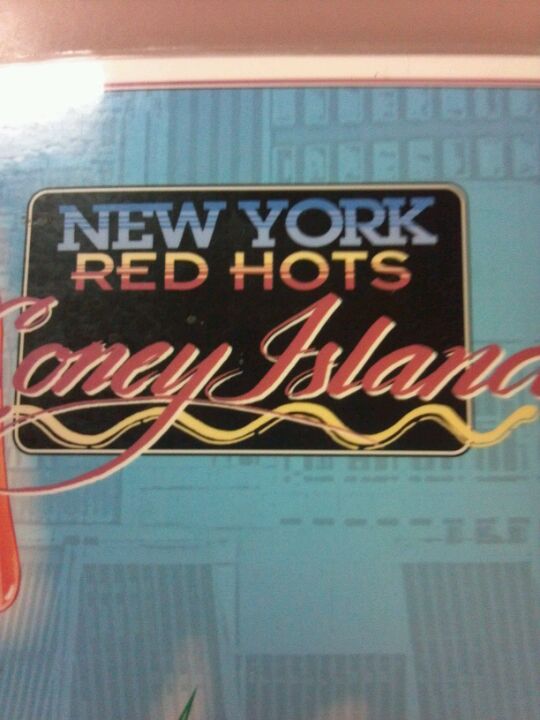 NEW YORK
RED HOTS
Coney Island